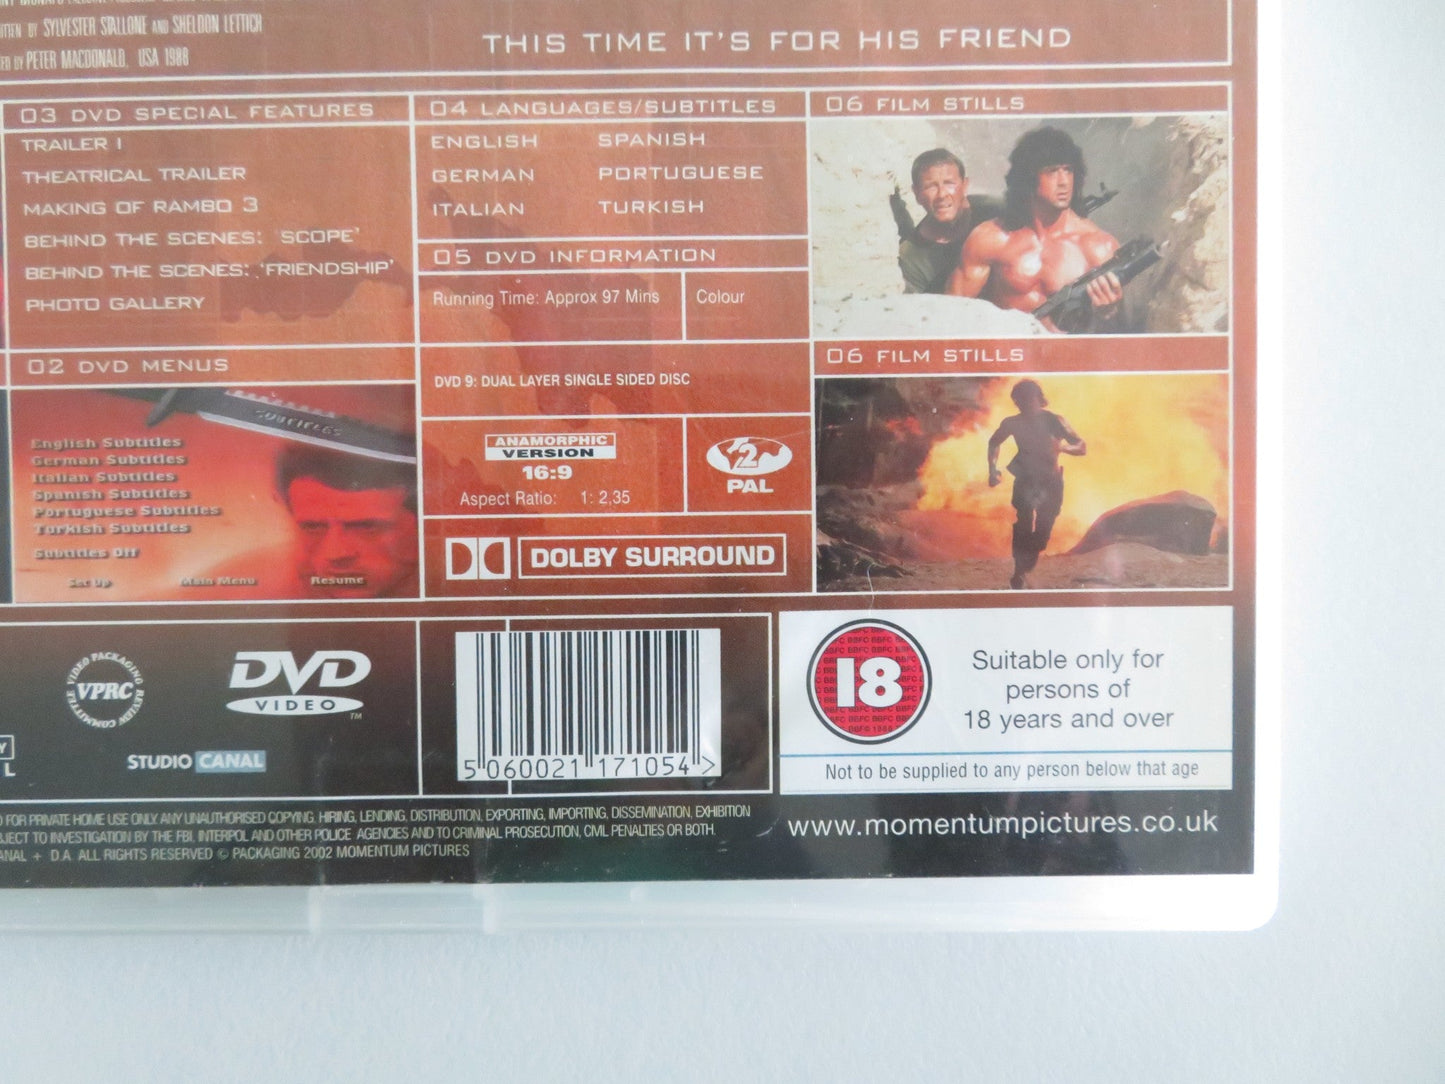 WRITTEN BY SYLVESTER STALLONE AND SHELDON LETTICH
PETER MACDONALD, USA 1988
THIS TIME IT'S FOR HIS FRIEND
03 DVD SPECIAL FEATURES
TRAILER 1
THEATRICAL TRAILER
MAKING OF RAMBO 3
BEHIND THE SCENES: 'SCOPE'
BEHIND THE SCENES: 'FRIENDSHIP'
PHOTO GALLERY
02 DVD MENUS
SUBTITLES
English Subtitles
German Subtitles
Italian Subtitles
Spanish Subtitles
Portuguese Subtitles
Turkish Subtitles
Subtitles Off
Set Up Main Menu Resume
04 LANGUAGES/SUBTITLES
ENGLISH SPANISH
GERMAN PORTUGUESE
ITALIAN TURKISH
05 DVD INFORMATION
Running Time: Approx 97 Mins Colour
DVD 9: DUAL LAYER SINGLE SIDED DISC
ANAMORPHIC
VERSION
16:9
Aspect Ratio: 1: 2,35
2
PAL
DOLBY SURROUND
06 FILM STILLS
06 FILM STILLS
VIDEO PACKAGING REVIEW COMMITTEE
VPRC
DVD
VIDEO
TM
STUDIO CANAL
5 060021 171054 >
18
Suitable only for
persons of
18 years and over
Not to be supplied to any person below that age
FOR PRIVATE HOME USE ONLY ANY UNAUTHORISED COPYING, HIRING, LENDING, DISTRIBUTION, EXPORTING, IMPORTING, DISSEMINATION, EXHIBITION
TO INVESTIGATION BY THE FBI, INTERPOL AND OTHER POLICE AGENCIES AND TO CRIMINAL PROSECUTION, CIVIL PENALTIES OR BOTH.
+ D.A. ALL RIGHTS RESERVED © PACKAGING 2002 MOMENTUM PICTURES
www.momentumpictures.co.uk